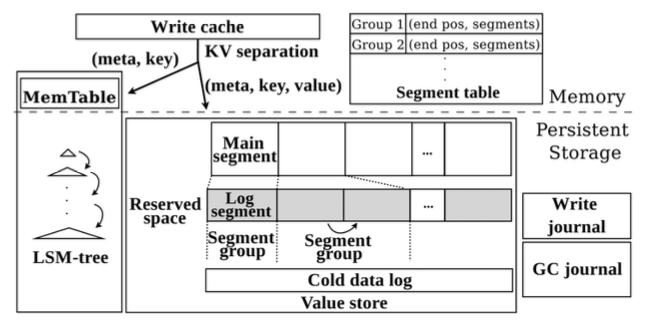 Write cache
(meta, key)
KV separation
(meta, key, value)
Group 1 (end pos, segments)
Group 2 (end pos, segments)
Segment table
Memory
MemTable
Persistent
Storage
Main
segment
...
Reserved
space
Log
segment
...
Segment
group
Segment
group
LSM-tree
Cold data log
Value store
Write
journal
GC journal